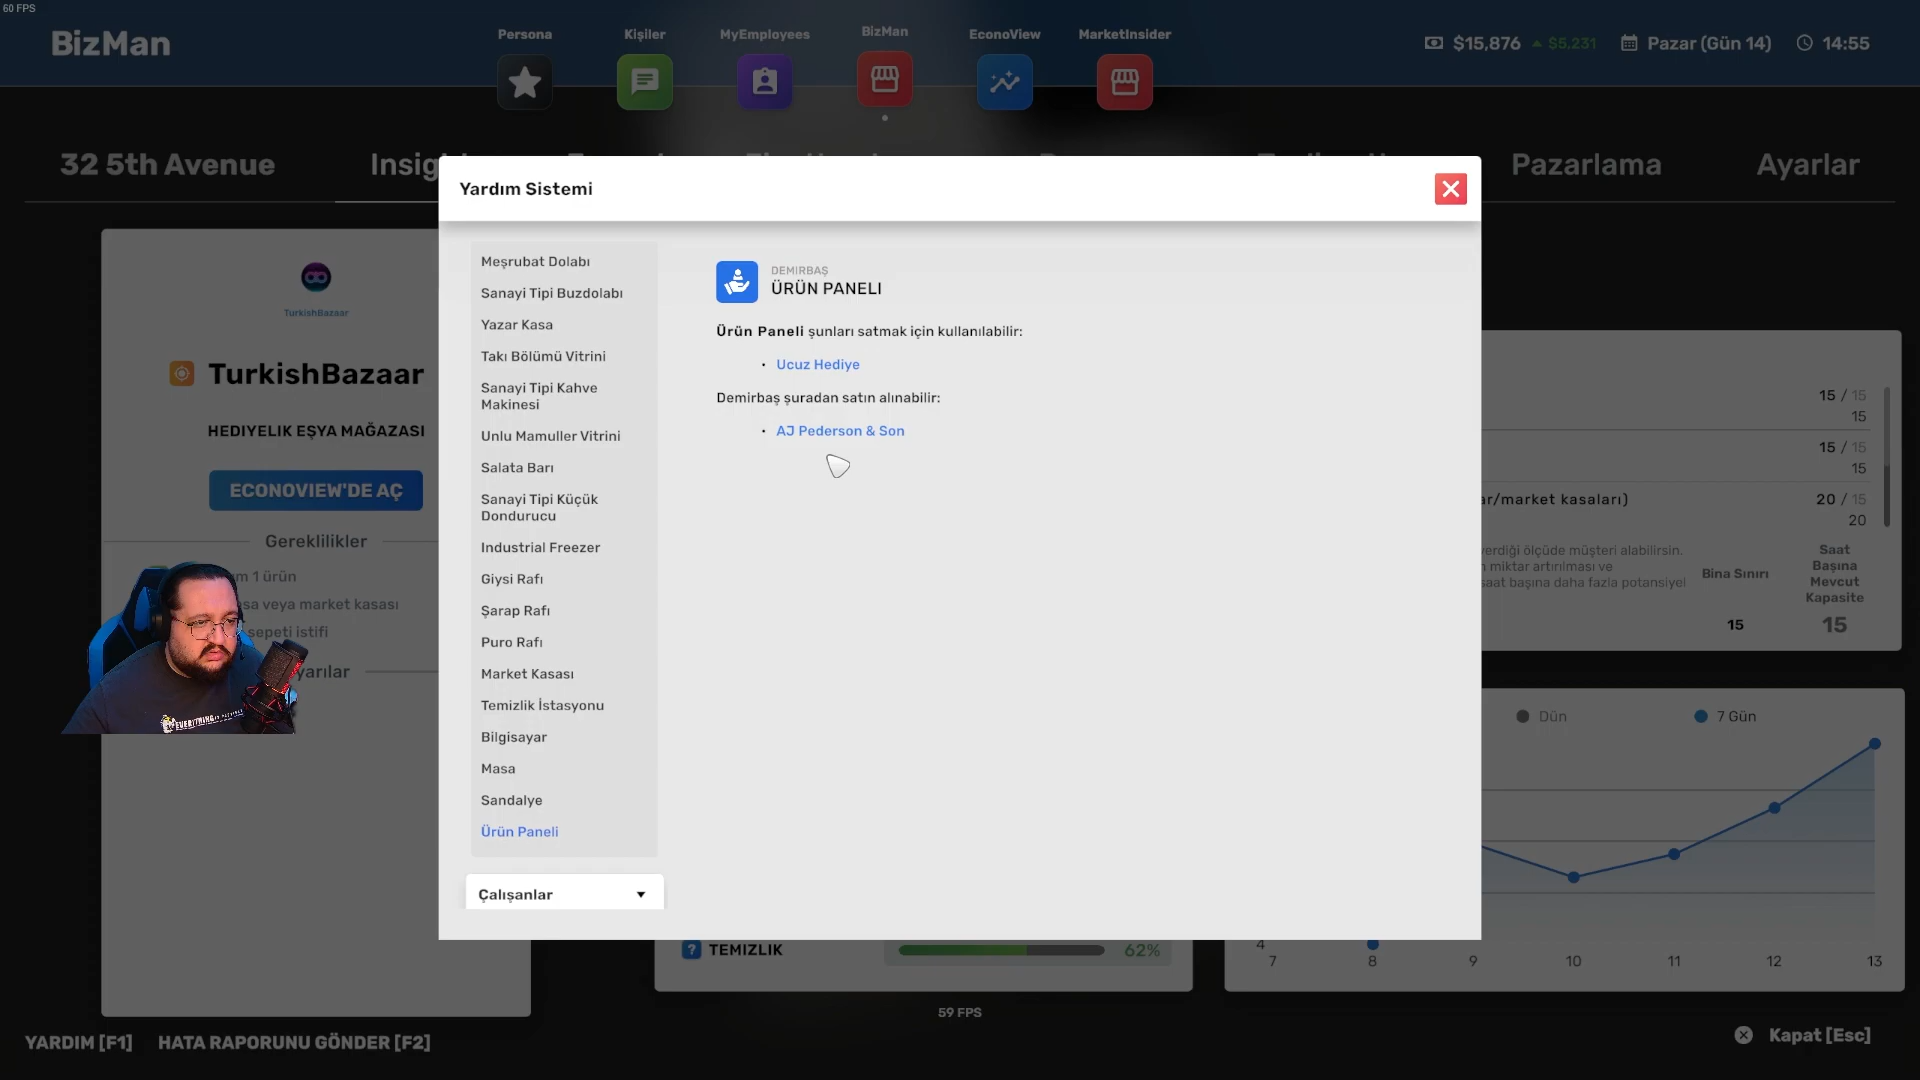 60 FPS
BizMan
Persona
Kişiler
MyEmployees
BizMan
EconoView
MarketInsider
$15,876
$5,231
Pazar (Gün 14)
14:55
32 5th Avenue
Pazarlama
Ayarlar
Yardım Sistemi
TurkishBazaar
TurkishBazaar
HEDİYELİK EŞYA MAĞAZASI
ECONOVIEW'DE AÇ
Gereklilikler
1 ürün
veya market kasası
sepeti istifi
Meşrubat Dolabı
Sanayi Tipi Buzdolabı
Yazar Kasa
Takı Bölümü Vitrini
Sanayi Tipi Kahve
Makinesi
Unlu Mamuller Vitrini
Salata Barı
Sanayi Tipi Küçük
Dondurucu
Industrial Freezer
Giysi Rafı
Şarap Rafı
Puro Rafı
Market Kasası
Temizlik İstasyonu
Bilgisayar
Masa
Sandalye
Ürün Paneli
Çalışanlar
DEMIRBAŞ
ÜRÜN PANELI
Ürün Paneli şunları satmak için kullanılabilir:
• Ucuz Hediye
Demirbaş şuradan satın alınabilir:
• AJ Pederson & Son
15 / 15
15
15 / 15
15
market kasaları)
20 / 15
20
ölçüde müşteri alabilirsin.
miktar artırılması ve
saat başına daha fazla potansiyel
Bina Sınırı
Saat
Başına
Mevcut
Kapasite
15
15
Dün
7 Gün
4
7
8
9
10
11
12
13
TEMIZLIK
62%
59 FPS
YARDIM [F1]
HATA RAPORUNU GÖNDER [F2]
Kapat [Esc]